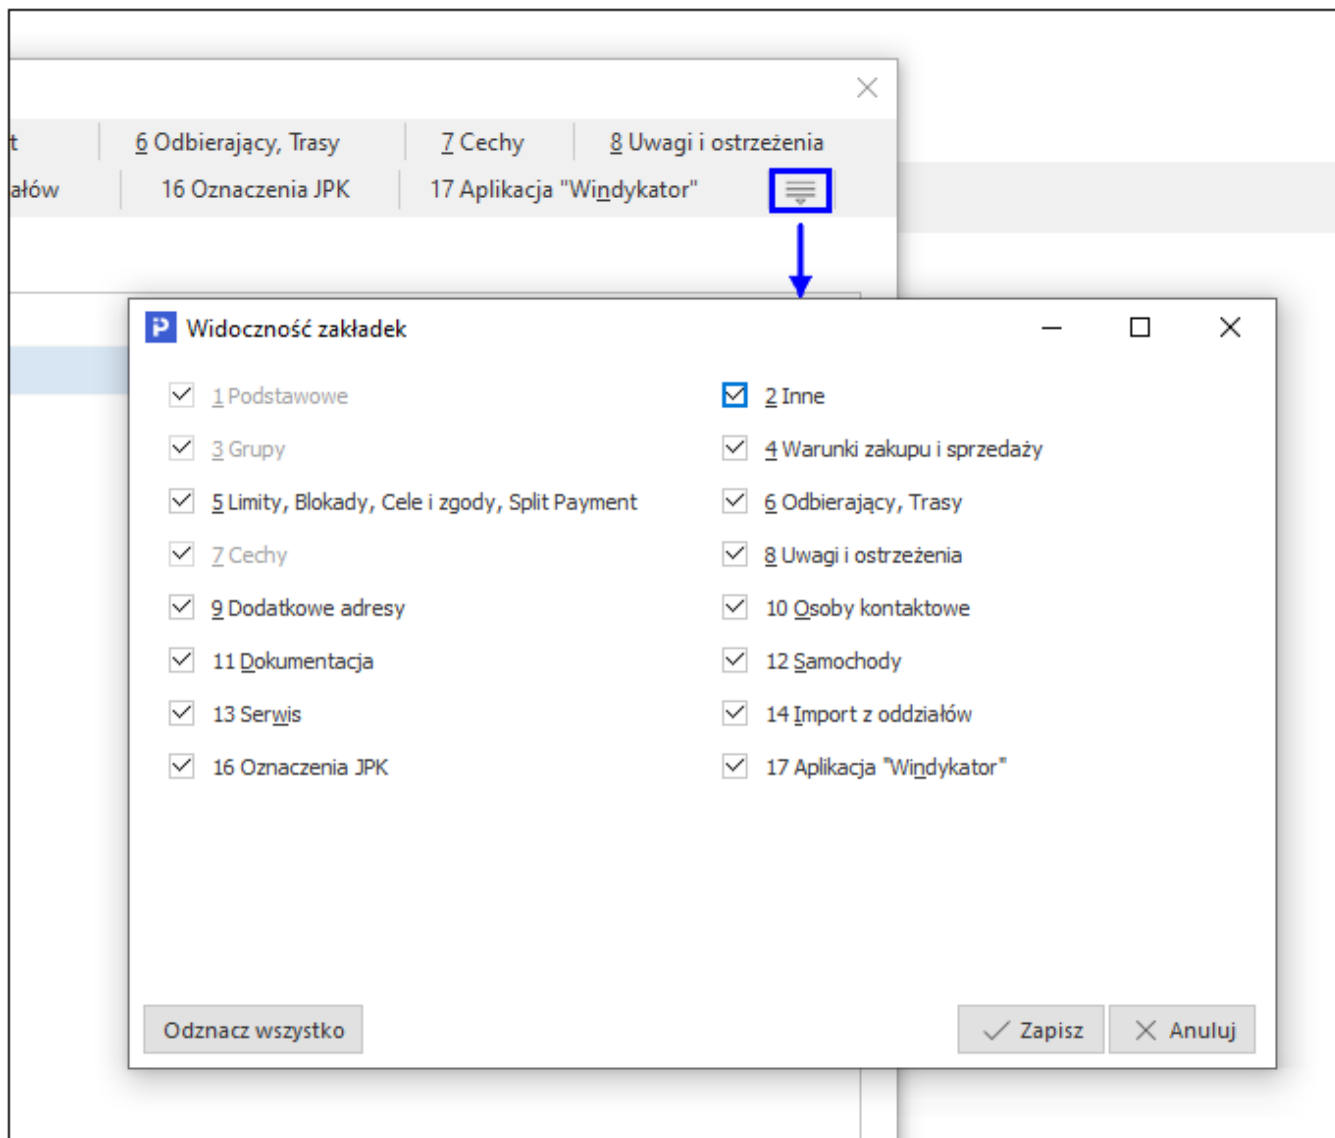 t 6 Odbierający, Trasy 7 Cechy 8 Uwagi i ostrzeżenia
ałów 16 Oznaczenia JPK 17 Aplikacja "Windykator"
Widoczność zakładek
1 Podstawowe 2 Inne
3 Grupy 4 Warunki zakupu i sprzedaży
5 Limity, Blokady, Cele i zgody, Split Payment 6 Odbierający, Trasy
7 Cechy 8 Uwagi i ostrzeżenia
9 Dodatkowe adresy 10 Osoby kontaktowe
11 Dokumentacja 12 Samochody
13 Serwis 14 Import z oddziałów
16 Oznaczenia JPK 17 Aplikacja "Windykator"
Odznacz wszystko Zapisz Anuluj